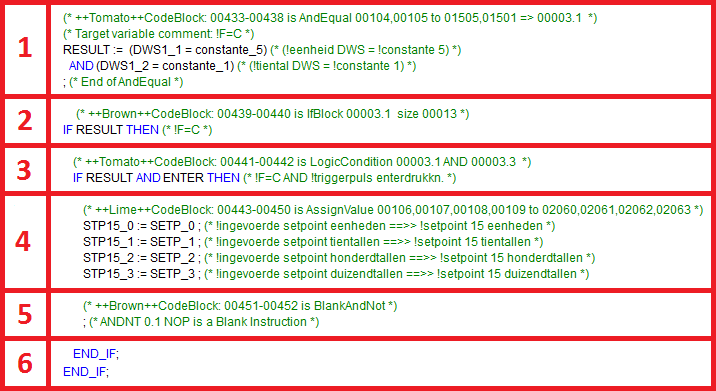 1
(* ++Tomato++CodeBlock: 00433-00438 is AndEqual 00104,00105 to 01505,01501 => 00003.1 *)
(* Target variable comment: !F=C *)
RESULT := (DWS1_1 = constante_5) (* (!eenheid DWS = !constante 5) *)
AND (DWS1_2 = constante_1) (* (!tiental DWS = !constante 1) *)
; (* End of AndEqual *)
2
(* ++Brown++CodeBlock: 00439-00440 is IfBlock 00003.1 size 00013 *)
IF RESULT THEN (* !F=C *)
3
(* ++Tomato++CodeBlock: 00441-00442 is LogicCondition 00003.1 AND 00003.3 *)
IF RESULT AND ENTER THEN (* !F=C AND !triggerpuls enterdrukkn. *)
4
(* ++Lime++CodeBlock: 00443-00450 is AssignValue 00106,00107,00108,00109 to 02060,02061,02062,02063 *)
STP15_0 := SETP_0 ; (* !ingevoerde setpoint eenheden ==>> !setpoint 15 eenheden *)
STP15_1 := SETP_1 ; (* !ingevoerde setpoint tientallen ==>> !setpoint 15 tientallen *)
STP15_2 := SETP_2 ; (* !ingevoerde setpoint honderdtallen ==>> !setpoint 15 honderdtallen *)
STP15_3 := SETP_3 ; (* !ingevoerde setpoint duizendtallen ==>> !setpoint 15 duizendtallen *)
5
(* ++Brown++CodeBlock: 00451-00452 is BlankAndNot *)
; (* ANDNT 0.1 NOP is a Blank Instruction *)
6
END_IF;
END_IF;